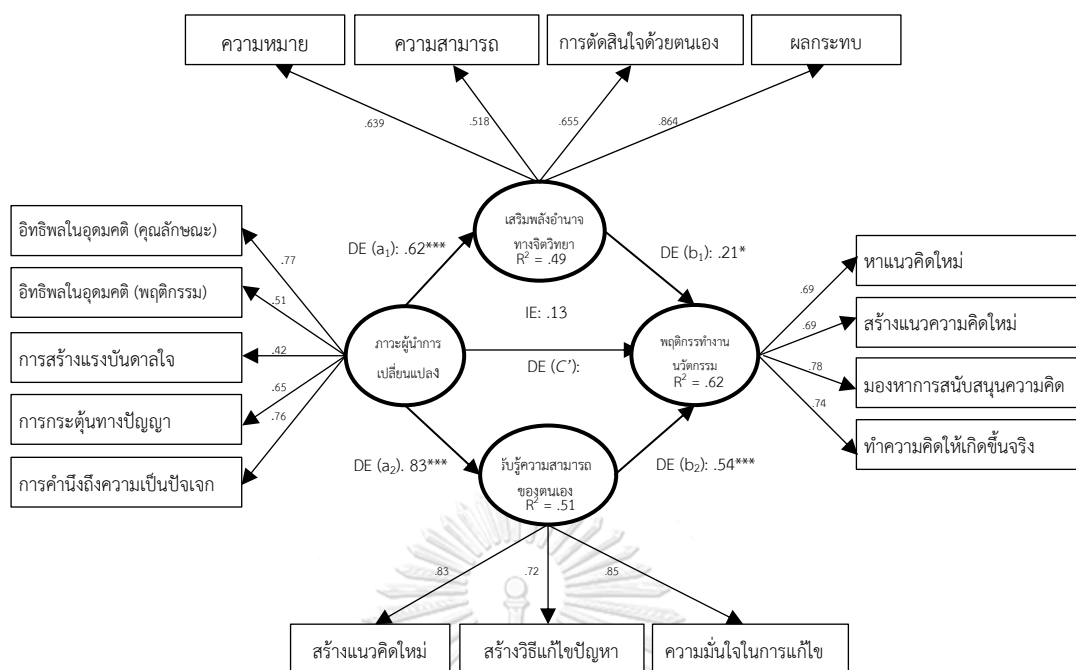 ความหมาย
ความสามารถ
การตัดสินใจด้วยตนเอง
ผลกระทบ
.639
.518
.655
.864
เสริมพลังอำนาจ
ทางจิตวิทยา
R² = .49
อิทธิพลในอุดมคติ (คุณลักษณะ)
อิทธิพลในอุดมคติ (พฤติกรรม)
การสร้างแรงบันดาลใจ
การกระตุ้นทางปัญญา
การคำนึงถึงความเป็นปัจเจก
.77
.51
.42
.65
.76
DE (a₁): .62***
DE (b₁): .21*
IE: .13
ภาวะผู้นำการ
เปลี่ยนแปลง
DE (C’):
พฤติกรรทำงาน
นวัตกรรม
R² = .62
.69
.69
.78
.74
หาแนวคิดใหม่
สร้างแนวความคิดใหม่
มองหาการสนับสนุนความคิด
ทำความคิดให้เกิดขึ้นจริง
DE (a₂). 83***
DE (b₂): .54***
รับรู้ความสามารถ
ของตนเอง
R² = .51
.83
.72
.85
สร้างแนวคิดใหม่
สร้างวิธีแก้ไขปัญหา
ความมั่นใจในการแก้ไข